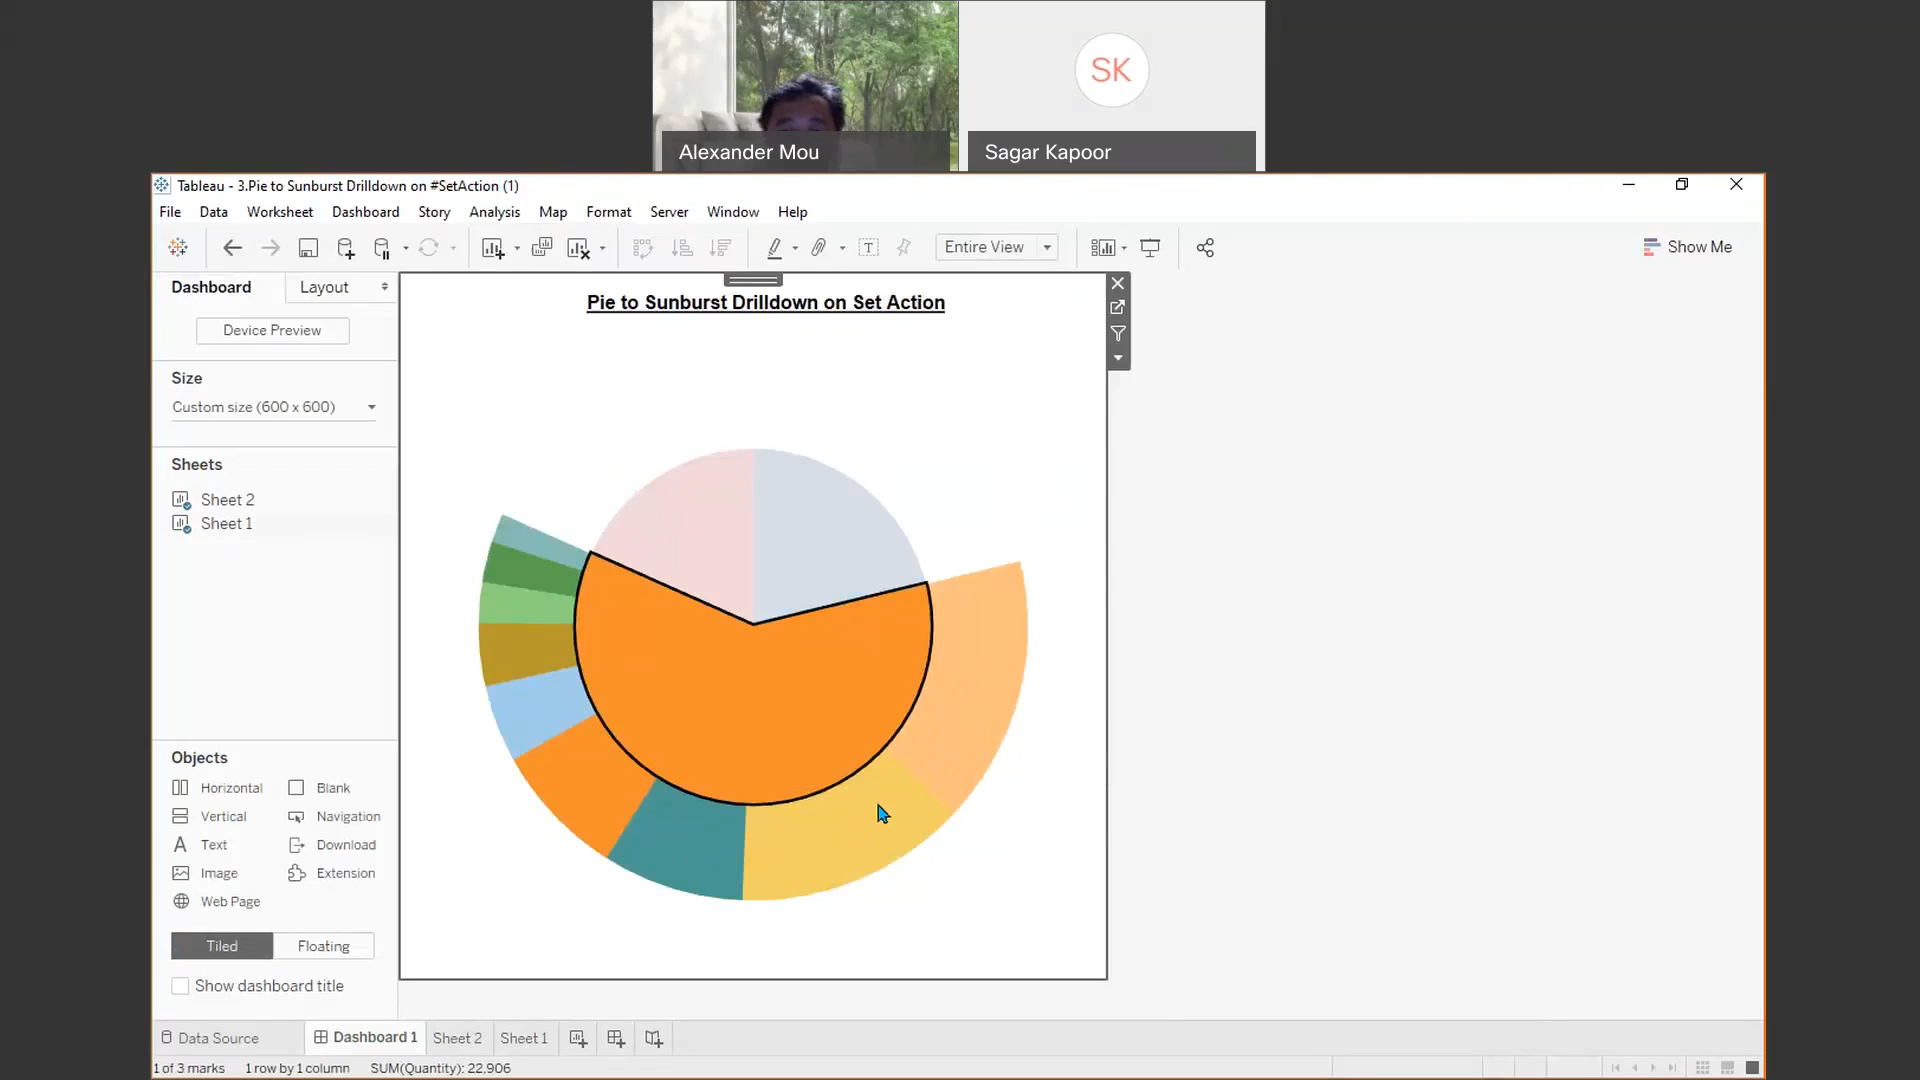 SK
Alexander Mou
Sagar Kapoor
Tableau - 3.Pie to Sunburst Drilldown on #SetAction (1)
File Data Worksheet Dashboard Story Analysis Map Format Server Window Help
Entire View
Show Me
Dashboard Layout
Device Preview
Size
Custom size (600 x 600)
Sheets
Sheet 2
Sheet 1
Pie to Sunburst Drilldown on Set Action
Objects
Horizontal Blank
Vertical Navigation
Text Download
Image Extension
Web Page
Tiled Floating
Show dashboard title
Data Source Dashboard 1 Sheet 2 Sheet 1
1 of 3 marks 1 row by 1 column SUM(Quantity): 22,906